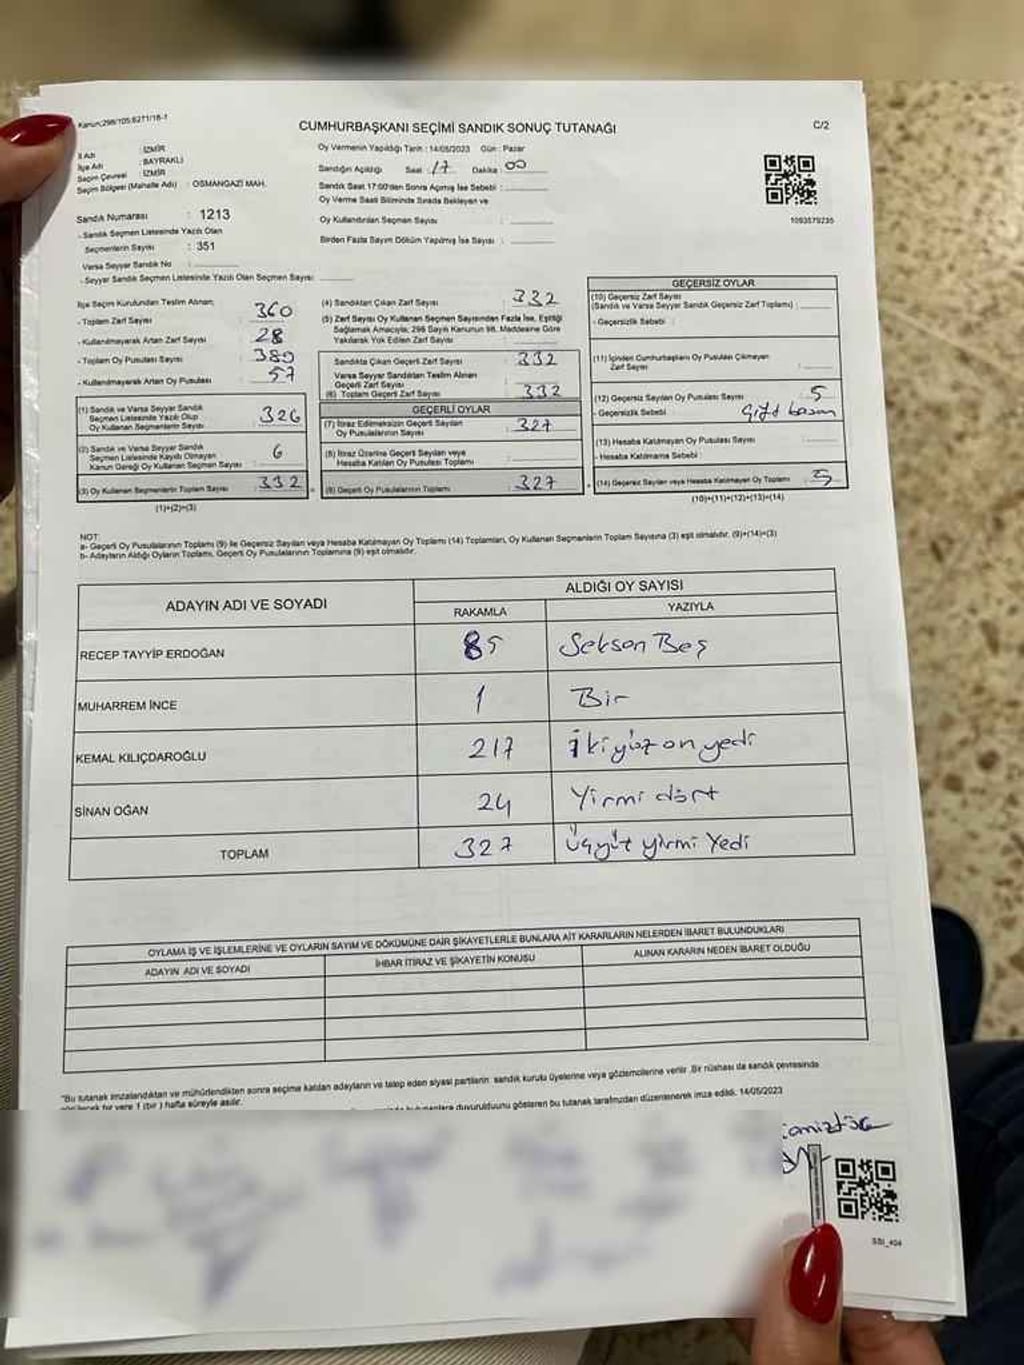 Kanun;298/105;6271/18-1
CUMHURBAŞKANI SEÇİMİ SANDIK SONUÇ TUTANAĞI
C/2
İl Adı : İZMİR
İlçe Adı : BAYRAKLI
Seçim Çevresi : İZMİR
Seçim Bölgesi (Mahalle Adı) : OSMANGAZİ MAH.
Sandık Numarası : 1213
- Sandık Seçmen Listesinde Yazılı Olan
Seçmenlerin Sayısı : 351
Varsa Seyyar Sandık No :
- Seyyar Sandık Seçmen Listesinde Yazılı Olan Seçmen Sayısı:
Oy Vermenin Yapıldığı Tarih : 14/05/2023 Gün : Pazar
Sandığın Açıldığı Saat : 17 Dakika : 00
Sandık Saat 17:00'den Sonra Açılmış İse Sebebi :
Oy Verme Saati Bitiminde Sırada Bekleyen ve
Oy Kullandırılan Seçmen Sayısı :
Birden Fazla Sayım Döküm Yapılmış İse Sayısı :
1093579235
İlçe Seçim Kurulundan Teslim Alınan;
- Toplam Zarf Sayısı : 360
- Kullanılmayarak Artan Zarf Sayısı : 28
- Toplam Oy Pusulası Sayısı : 380
- Kullanılmayarak Artan Oy Pusulası : 57
(1) Sandık ve Varsa Seyyar Sandık
Seçmen Listesinde Yazılı Olup
Oy Kullanan Seçmenlerin Sayısı : 326
(2) Sandık ve Varsa Seyyar Sandık
Seçmen Listesinde Kayıtlı Olmayan
Kanun Gereği Oy Kullanan Seçmen Sayısı : 6
(3) Oy Kullanan Seçmenlerin Toplam Sayısı : 332
(1)+(2)=(3)
(4) Sandıktan Çıkan Zarf Sayısı : 332
(5) Zarf Sayısı Oy Kullanan Seçmen Sayısından Fazla İse, Eşitliği
Sağlamak Amacıyla; 298 Sayılı Kanunun 98. Maddesine Göre
Yakılarak Yok Edilen Zarf Sayısı :
Sandıkta Çıkan Geçerli Zarf Sayısı : 332
Varsa Seyyar Sandıktan Teslim Alınan
Geçerli Zarf Sayısı :
(6) Toplam Geçerli Zarf Sayısı : 332
GEÇERLİ OYLAR
(7) İtiraz Edilmeksizin Geçerli Sayılan
Oy Pusulalarının Sayısı : 327
(8) İtiraz Üzerine Geçerli Sayılan veya
Hesaba Katılan Oy Pusulası Toplamı :
(9) Geçerli Oy Pusulalarının Toplamı : 327
GEÇERSİZ OYLAR
(10) Geçersiz Zarf Sayısı
(Sandık ve Varsa Seyyar Sandık Geçersiz Zarf Toplamı) :
- Geçersizlik Sebebi :
(11) İçinden Cumhurbaşkanı Oy Pusulası Çıkmayan
Zarf Sayısı :
(12) Geçersiz Sayılan Oy Pusulası Sayısı : 5
- Geçersizlik Sebebi : Çift basım
(13) Hesaba Katılmayan Oy Pusulası Sayısı :
- Hesaba Katılmama Sebebi :
(14) Geçersiz Sayılan veya Hesaba Katılmayan Oy Toplamı : 5
(10)+(11)+(12)+(13)=(14)
NOT:
a- Geçerli Oy Pusulalarının Toplamı (9) ile Geçersiz Sayılan veya Hesaba Katılmayan Oy Toplamı (14) Toplamları, Oy Kullanan Seçmenlerin Toplam Sayısına (3) eşit olmalıdır. (9)+(14)=(3)
b- Adayların Aldığı Oyların Toplamı, Geçerli Oy Pusulalarının Toplamına (9) eşit olmalıdır.
ADAYIN ADI VE SOYADI
ALDIĞI OY SAYISI
RAKAMLA YAZIYLA
RECEP TAYYİP ERDOĞAN 85 Seksen Beş
MUHARREM İNCE 1 Bir
KEMAL KILIÇDAROĞLU 217 İkiyüz on yedi
SİNAN OĞAN 24 Yirmi dört
TOPLAM 327 Üçyüz yirmi Yedi
OYLAMA İŞ VE İŞLEMLERİNE VE OYLARIN SAYIM VE DÖKÜMÜNE DAİR ŞİKAYETLERLE BUNLARA AİT KARARLARIN NELERDEN İBARET BULUNDUKLARI
ADAYIN ADI VE SOYADI İHBAR İTİRAZ VE ŞİKAYETİN KONUSU ALINAN KARARIN NEDEN İBARET OLDUĞU
"Bu tutanak imzalandıktan ve mühürlendikten sonra seçime katılan adayların ve talep eden siyasi partilerin; sandık kurulu üyelerine veya gözlemcilerine verilir. Bir nüshası da sandık çevresinde
bir yere 1 (bir) hafta süreyle asılır.
duyurulduğunu gösteren bu tutanak tarafımızdan düzenlenerek imza edildi. 14/05/2023
SSI_404